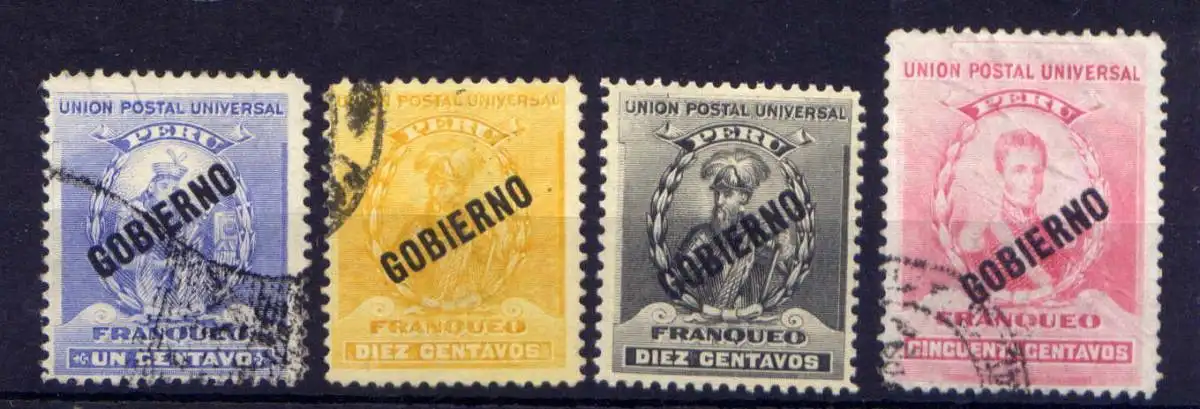 UNION POSTAL UNIVERSAL
PERU
GOBIERNO
FRANQUEO
UN CENTAVO
UNION POSTAL UNIVERSAL
PERU
GOBIERNO
FRANQUEO
DIEZ CENTAVOS
UNION POSTAL UNIVERSAL
PERU
GOBIERNO
FRANQUEO
DIEZ CENTAVOS
UNION POSTAL UNIVERSAL
PERU
GOBIERNO
FRANQUEO
CINCUENTA CENTAVOS